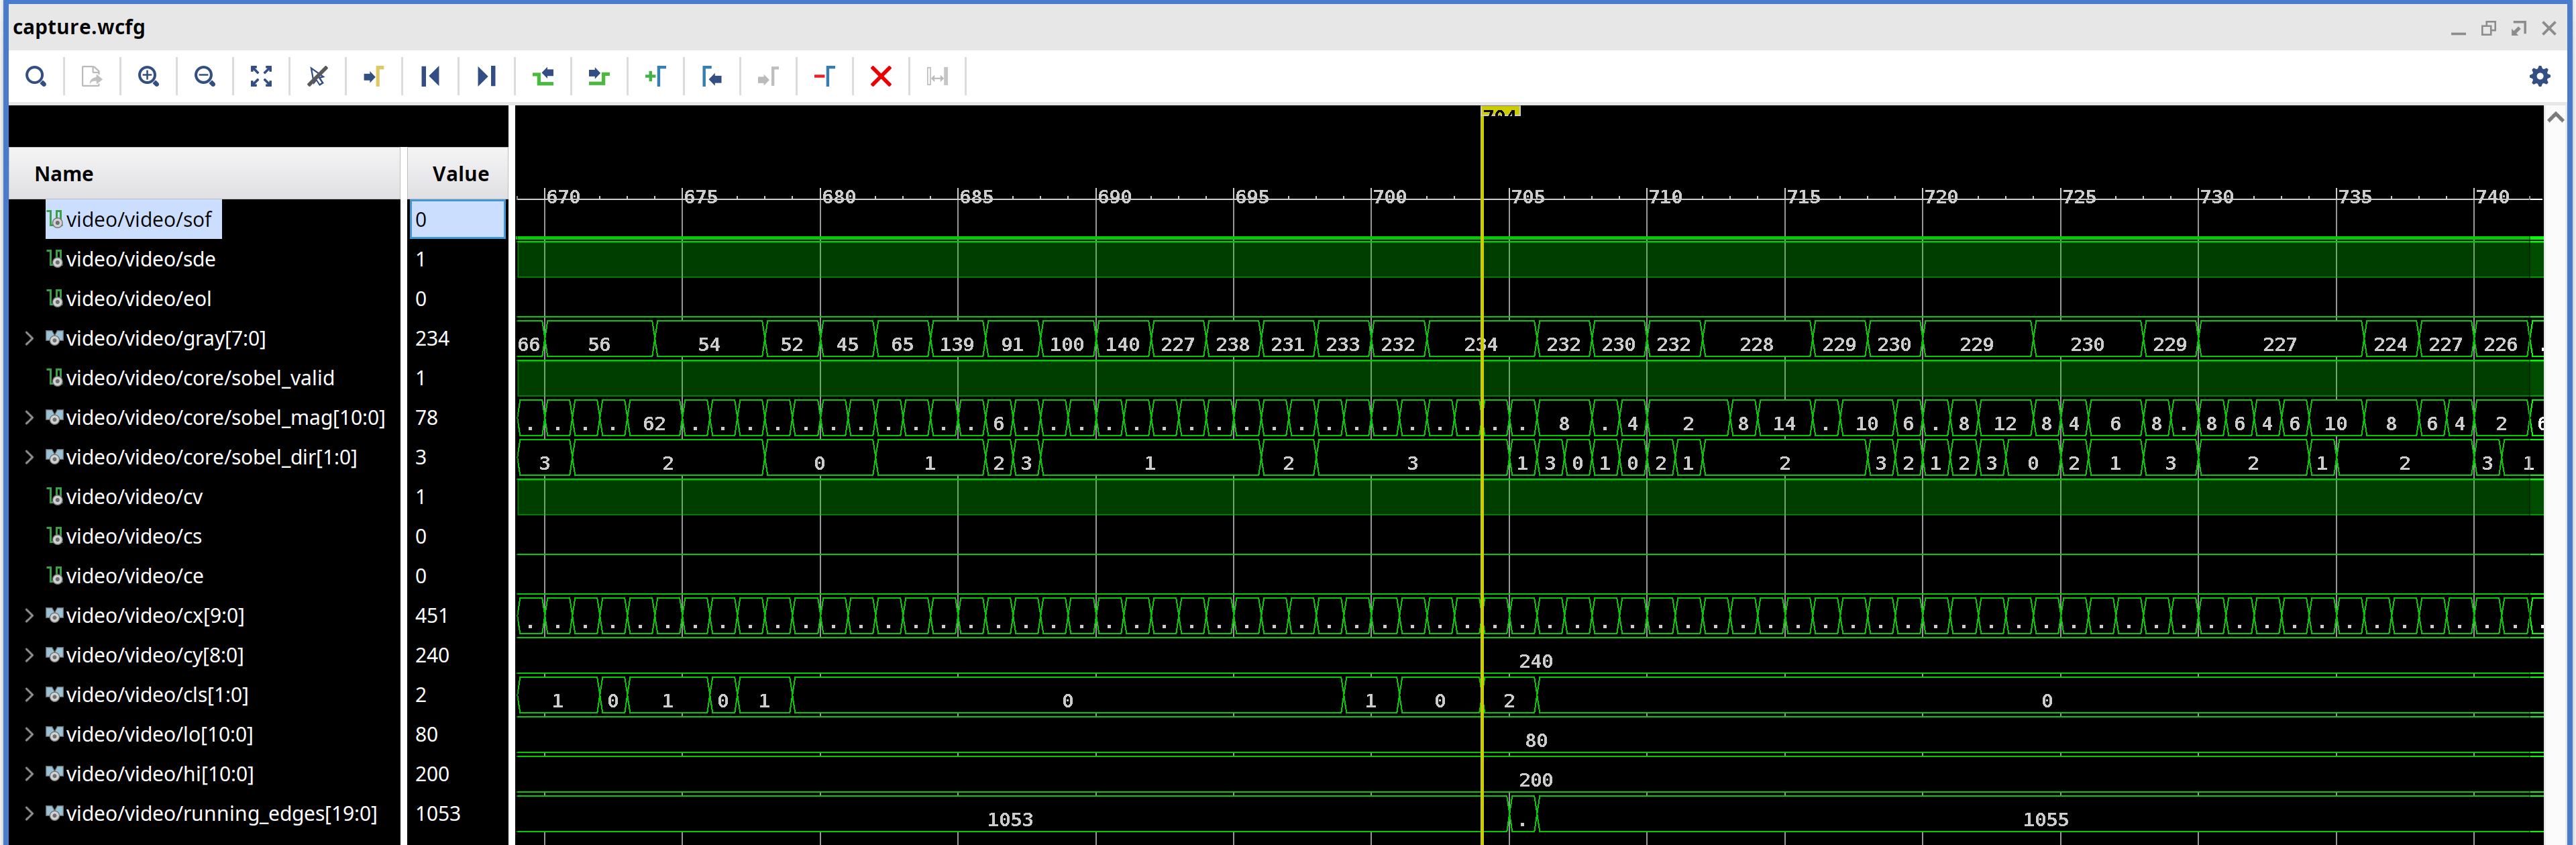 capture.wcfg
Name Value
704
670 675 680 685 690 695 700 705 710 715 720 725 730 735 740
video/video/sof 0
video/video/sde 1
video/video/eol 0
video/video/gray[7:0] 234 66 56 54 52 45 65 139 91 100 140 227 238 231 233 232 234 232 230 232 228 229 230 229 230 229 227 224 227 226 .
video/video/core/sobel_valid 1
video/video/core/sobel_mag[10:0] 78 . . . . 62 . . . . . . . . . . . 6 . . . . . . . . . . . . . . . . . . . 8 . 4 2 8 14 . 10 6 . 8 12 8 4 6 8 . 8 6 4 6 10 8 6 4 2 6
video/video/core/sobel_dir[1:0] 3 3 2 0 1 2 3 1 2 3 1 3 0 1 0 2 1 2 3 2 1 2 3 0 2 1 3 2 1 2 3 1
video/video/cv 1
video/video/cs 0
video/video/ce 0
video/video/cx[9:0] 451 . . . . . . . . . . . . . . . . . . . . . . . . . . . . . . . . . . . . . . . . . . . . . . . . . . . . . . . . . . . . . . . . . . . . . . . . . .
video/video/cy[8:0] 240 240
video/video/cls[1:0] 2 1 0 1 0 1 0 1 0 2 0
video/video/lo[10:0] 80 80
video/video/hi[10:0] 200 200
video/video/running_edges[19:0] 1053 1053 . 1055